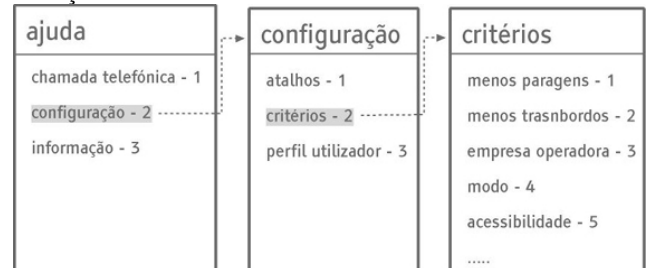 ajuda
chamada telefónica - 1
configuração - 2
informação - 3
configuração
atalhos - 1
critérios - 2
perfil utilizador - 3
critérios
menos paragens - 1
menos trasnbordos - 2
empresa operadora - 3
modo - 4
acessibilidade - 5
.....